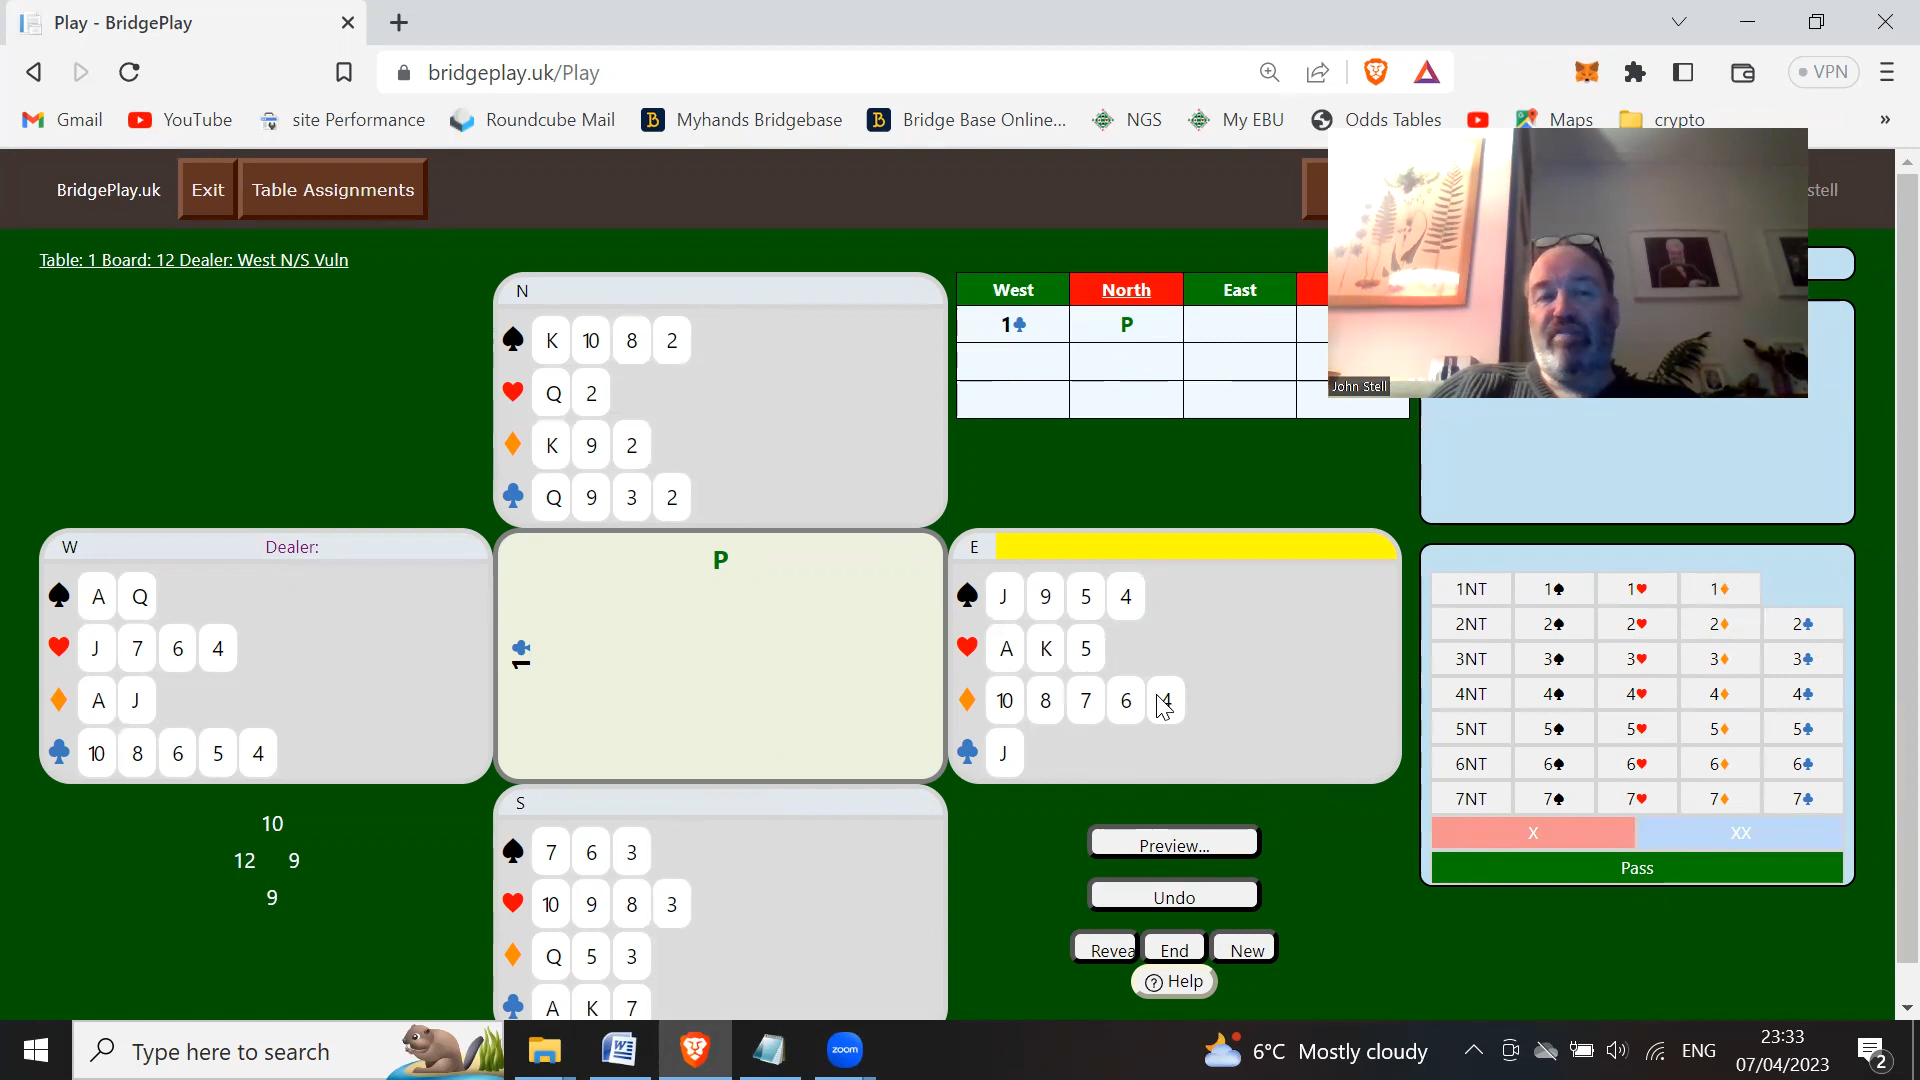 Play - BridgePlay
bridgeplay.uk/Play
VPN
Gmail YouTube site Performance Roundcube Mail Myhands Bridgebase Bridge Base Online... NGS My EBU Odds Tables Maps crypto »
BridgePlay.uk Exit Table Assignments stell
Table: 1 Board: 12 Dealer: West N/S Vuln
N
♠ K 10 8 2
♥ Q 2
♦ K 9 2
♣ Q 9 3 2
West North East
1♣ P
John Stell
W Dealer:
♠ A Q
♥ J 7 6 4
♦ A J
♣ 10 8 6 5 4
P
1♣
E
♠ J 9 5 4
♥ A K 5
♦ 10 8 7 6 4
♣ J
S
♠ 7 6 3
♥ 10 9 8 3
♦ Q 5 3
♣ A K 7
10
12 9
9
Preview...
Undo
Revea End New
Help
1NT 1♠ 1♥ 1♦
2NT 2♠ 2♥ 2♦ 2♣
3NT 3♠ 3♥ 3♦ 3♣
4NT 4♠ 4♥ 4♦ 4♣
5NT 5♠ 5♥ 5♦ 5♣
6NT 6♠ 6♥ 6♦ 6♣
7NT 7♠ 7♥ 7♦ 7♣
X XX
Pass
Type here to search
zoom
6°C Mostly cloudy
ENG
23:33
07/04/2023
2